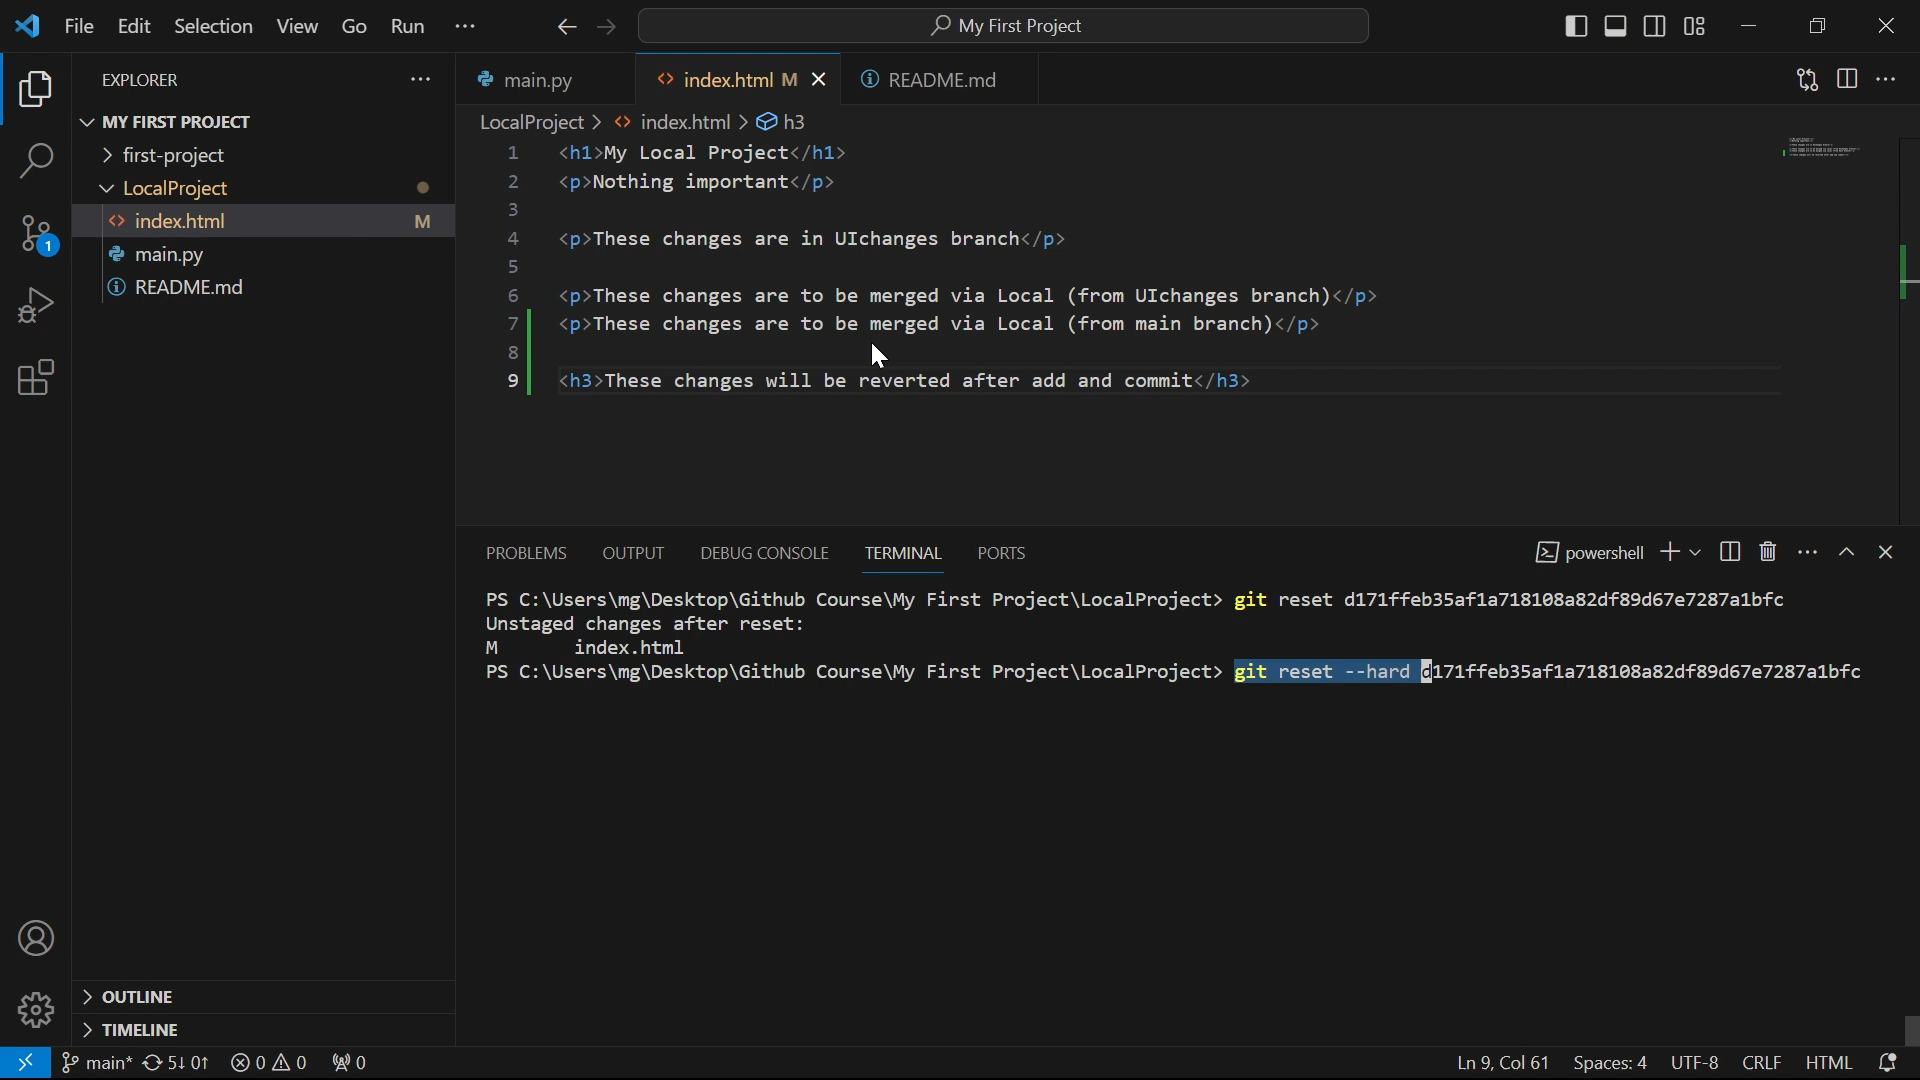 File Edit Selection View Go Run ··· My First Project
EXPLORER ···
MY FIRST PROJECT
first-project
LocalProject
index.html M
main.py
README.md
OUTLINE
TIMELINE
1
main.py index.html M README.md
LocalProject > index.html > h3
1 <h1>My Local Project</h1>
2 <p>Nothing important</p>
3
4 <p>These changes are in UIchanges branch</p>
5
6 <p>These changes are to be merged via Local (from UIchanges branch)</p>
7 <p>These changes are to be merged via Local (from main branch)</p>
8
9 <h3>These changes will be reverted after add and commit</h3>
PROBLEMS OUTPUT DEBUG CONSOLE TERMINAL PORTS powershell
PS C:\Users\mg\Desktop\Github Course\My First Project\LocalProject> git reset d171ffeb35af1a718108a82df89d67e7287a1bfc
Unstaged changes after reset:
M index.html
PS C:\Users\mg\Desktop\Github Course\My First Project\LocalProject> git reset --hard d171ffeb35af1a718108a82df89d67e7287a1bfc
main* 5↓ 0↑ 0 0 0 Ln 9, Col 61 Spaces: 4 UTF-8 CRLF HTML